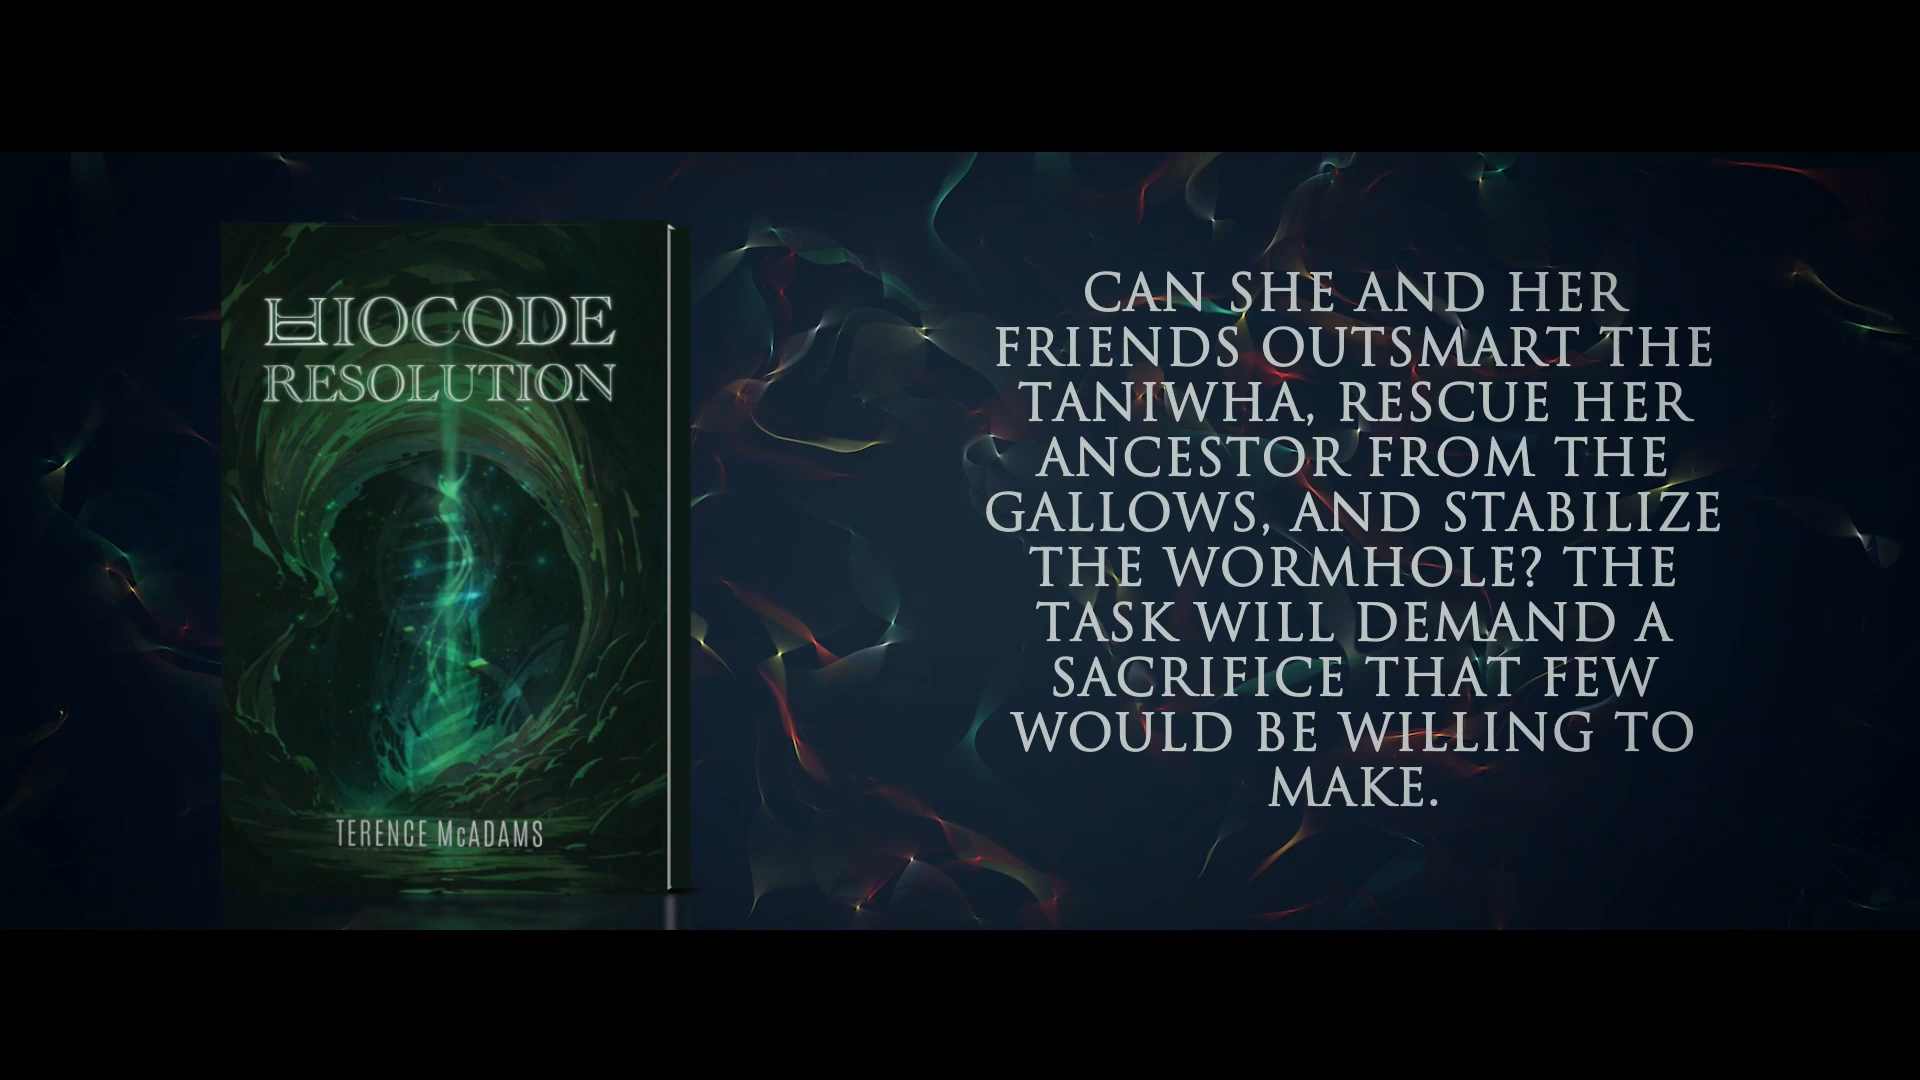 RESOLUTION
TERENCE McADAMS
CAN SHE AND HER
FRIENDS OUTSMART THE
TANIWHA, RESCUE HER
ANCESTOR FROM THE
GALLOWS, AND STABILIZE
THE WORMHOLE? THE
TASK WILL DEMAND A
SACRIFICE THAT FEW
WOULD BE WILLING TO
MAKE.